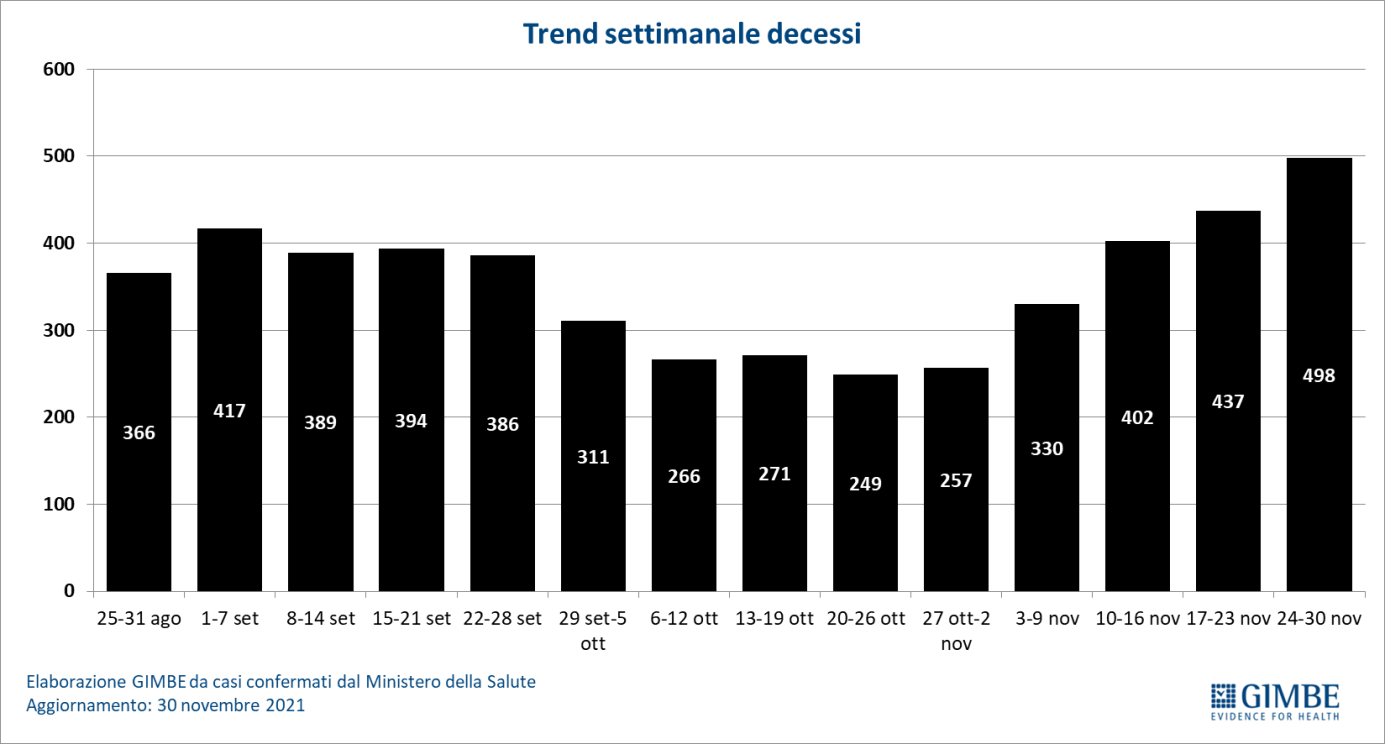 Trend settimanale decessi
600
500
400
300
200
100
0
366
417
389
394
386
311
266
271
249
257
330
402
437
498
25-31 ago
1-7 set
8-14 set
15-21 set
22-28 set
29 set-5
ott
6-12 ott
13-19 ott
20-26 ott
27 ott-2
nov
3-9 nov
10-16 nov
17-23 nov
24-30 nov
Elaborazione GIMBE da casi confermati dal Ministero della Salute
Aggiornamento: 30 novembre 2021
GIMBE
EVIDENCE FOR HEALTH